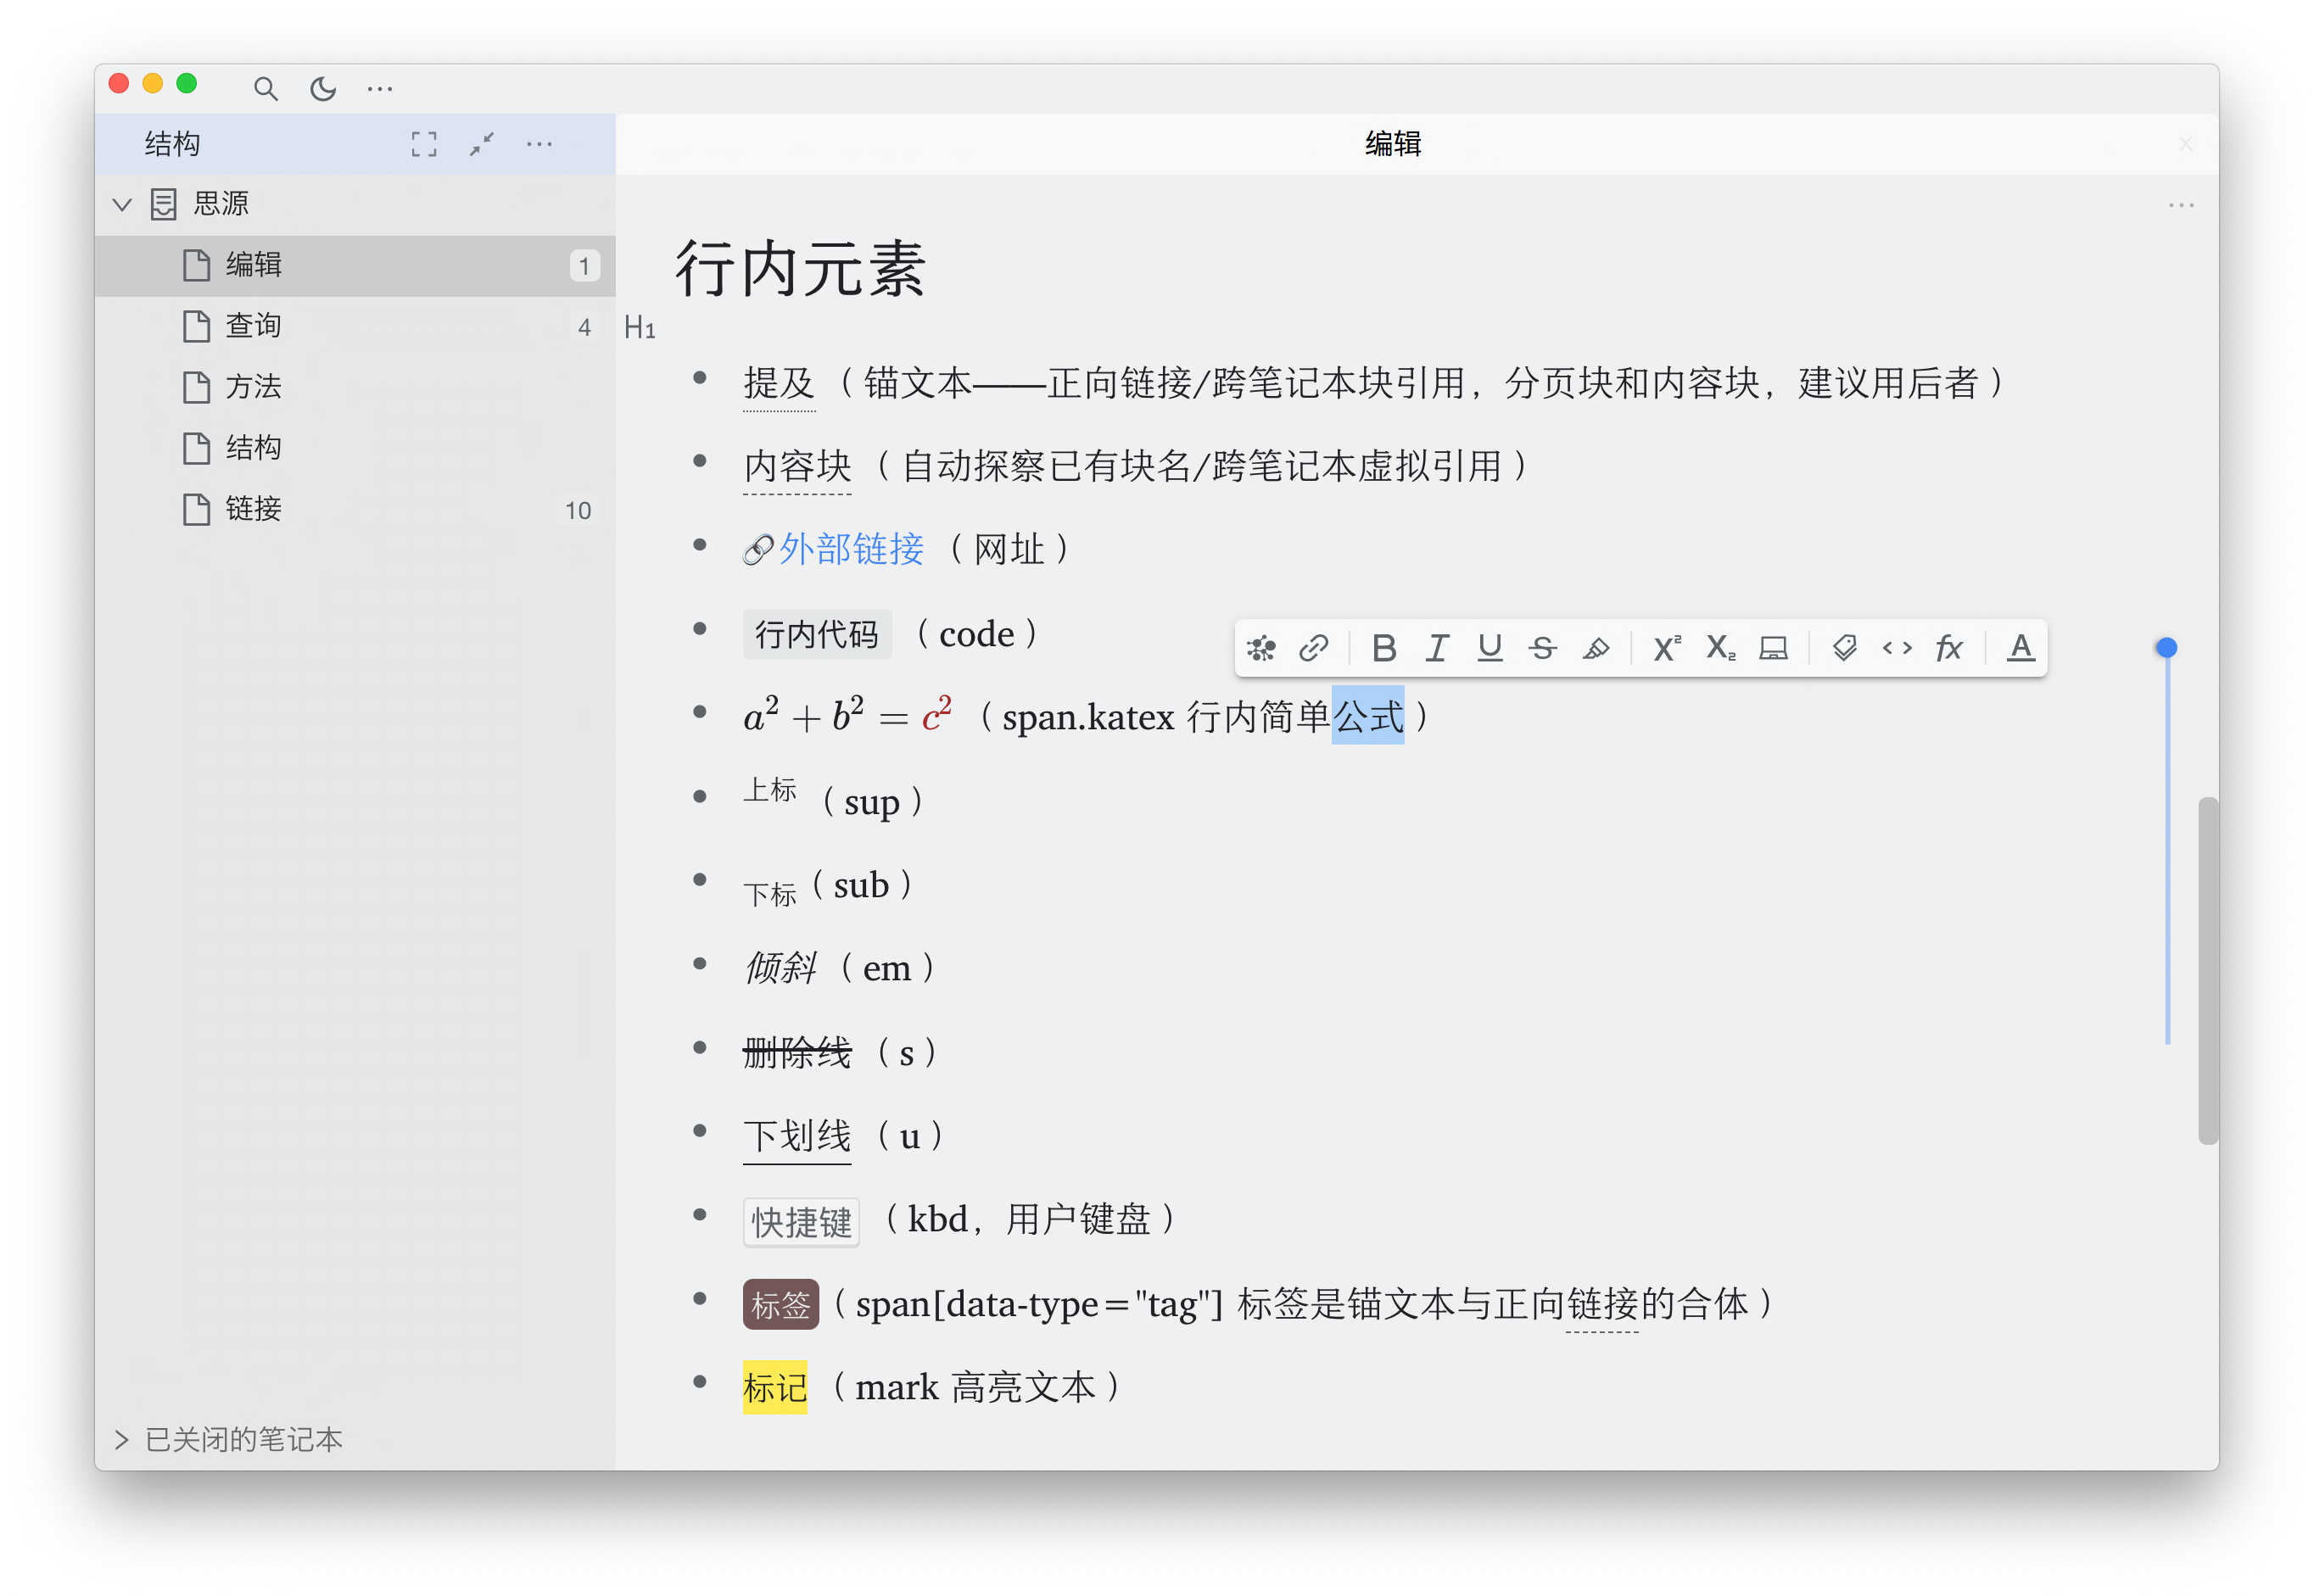 结构
编辑
思源
编辑 1
查询 4
方法
结构
链接 10
已关闭的笔记本
行内元素
H1
提及（锚文本——正向链接/跨笔记本块引用，分页块和内容块，建议用后者）
内容块（自动探察已有块名/跨笔记本虚拟引用）
外部链接（网址）
行内代码（code）
B I U S X² X₂ <> fx A
a² + b² = c²（span.katex 行内简单公式）
上标（sup）
下标（sub）
倾斜（em）
删除线（s）
下划线（u）
快捷键（kbd，用户键盘）
标签（span[data-type="tag"] 标签是锚文本与正向链接的合体）
标记（mark 高亮文本）